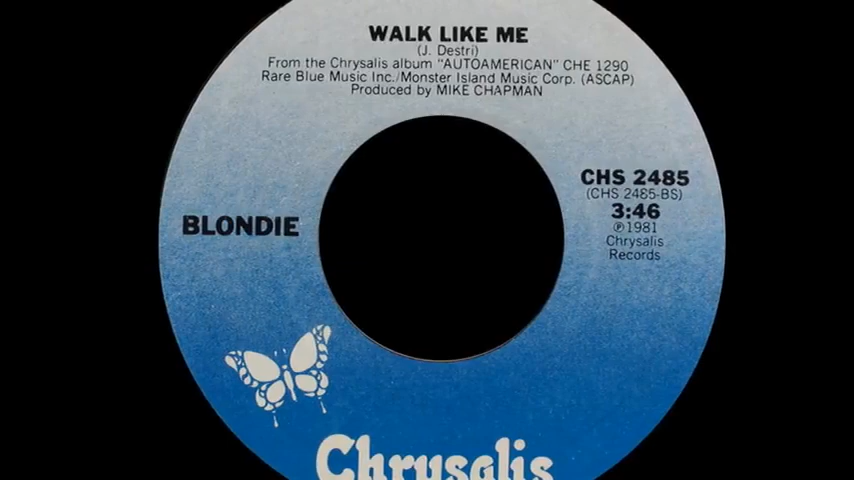 WALK LIKE ME
(J. Destri)
From the Chrysalis album "AUTOAMERICAN" CHE 1290
Rare Blue Music Inc./Monster Island Music Corp. (ASCAP)
Produced by MIKE CHAPMAN
BLONDIE
CHS 2485
(CHS 2485-BS)
3:46
℗1981
Chrysalis
Records
Chrysalis